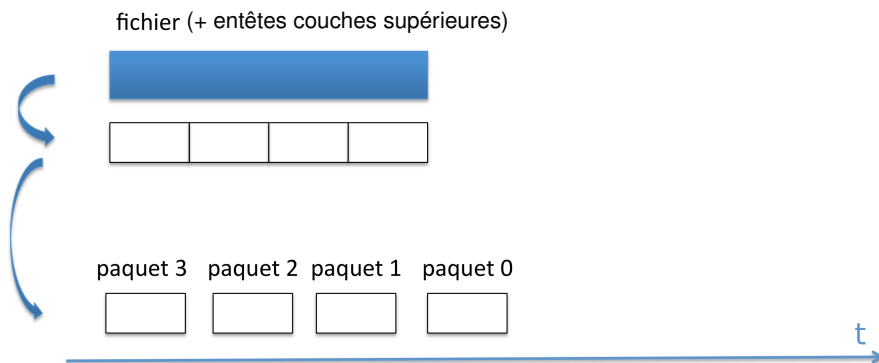 fichier (+ entêtes couches supérieures)
paquet 3 paquet 2 paquet 1 paquet 0
t